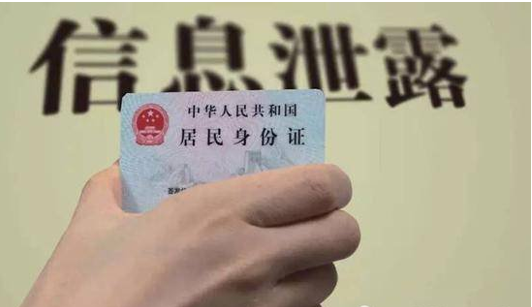 信息泄露
中华人民共和国
居民身份证